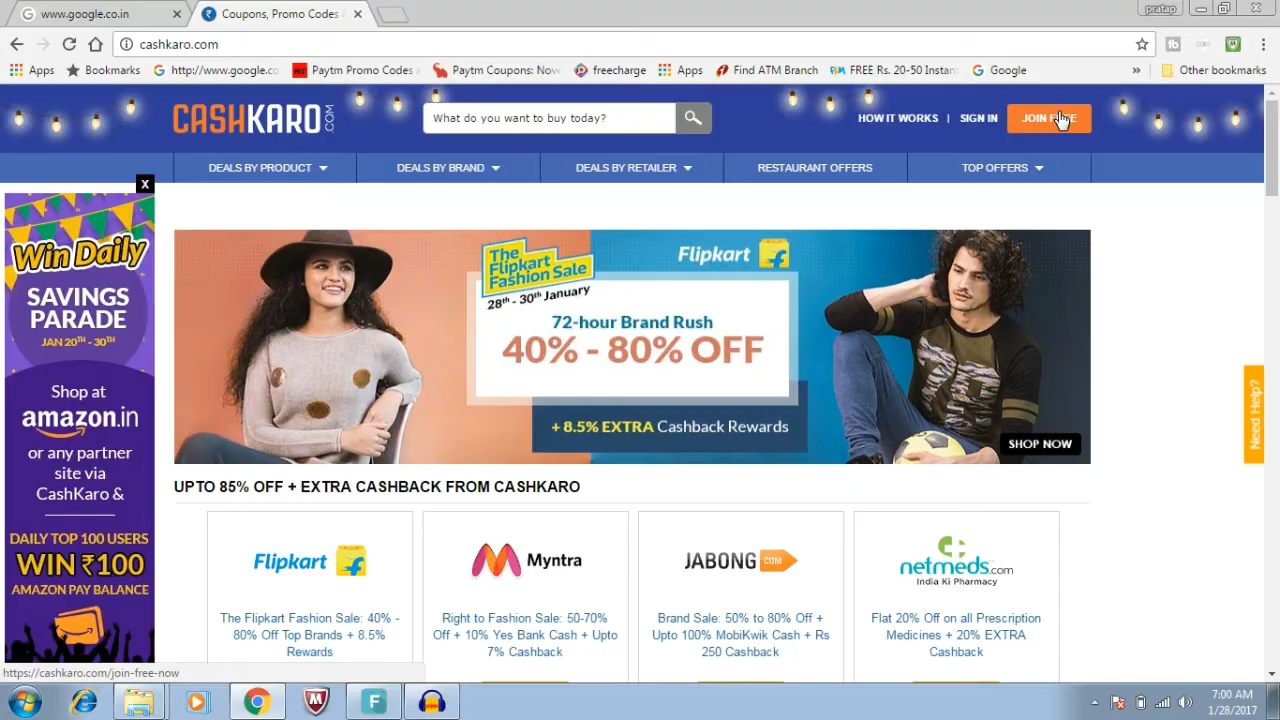 www.google.co.in
Coupons, Promo Codes
pratap
cashkaro.com
Apps
Bookmarks
http://www.google.co
Paytm Promo Codes
Paytm Coupons: Nov
freecharge
Apps
Find ATM Branch
FREE Rs. 20-50 Instan
Google
»
Other bookmarks
CASHKARO.COM
What do you want to buy today?
HOW IT WORKS | SIGN IN
JOIN FREE
DEALS BY PRODUCT
DEALS BY BRAND
DEALS BY RETAILER
RESTAURANT OFFERS
TOP OFFERS
X
Win Daily
SAVINGS
PARADE
JAN 20TH - 30TH
Shop at
amazon.in
or any partner
site via
CashKaro &
DAILY TOP 100 USERS
WIN ₹100
AMAZON PAY BALANCE
The
Flipkart
Fashion Sale
28th - 30th January
Flipkart
72-hour Brand Rush
40% - 80% OFF
+ 8.5% EXTRA Cashback Rewards
SHOP NOW
Need Help?
UPTO 85% OFF + EXTRA CASHBACK FROM CASHKARO
Flipkart
The Flipkart Fashion Sale: 40% -
80% Off Top Brands + 8.5%
Rewards
Myntra
Right to Fashion Sale: 50-70%
Off + 10% Yes Bank Cash + Upto
7% Cashback
JABONG COM
Brand Sale: 50% to 80% Off +
Upto 100% MobiKwik Cash + Rs
250 Cashback
netmeds.com
India Ki Pharmacy
Flat 20% Off on all Prescription
Medicines + 20% EXTRA
Cashback
https://cashkaro.com/join-free-now
7:00 AM
1/28/2017